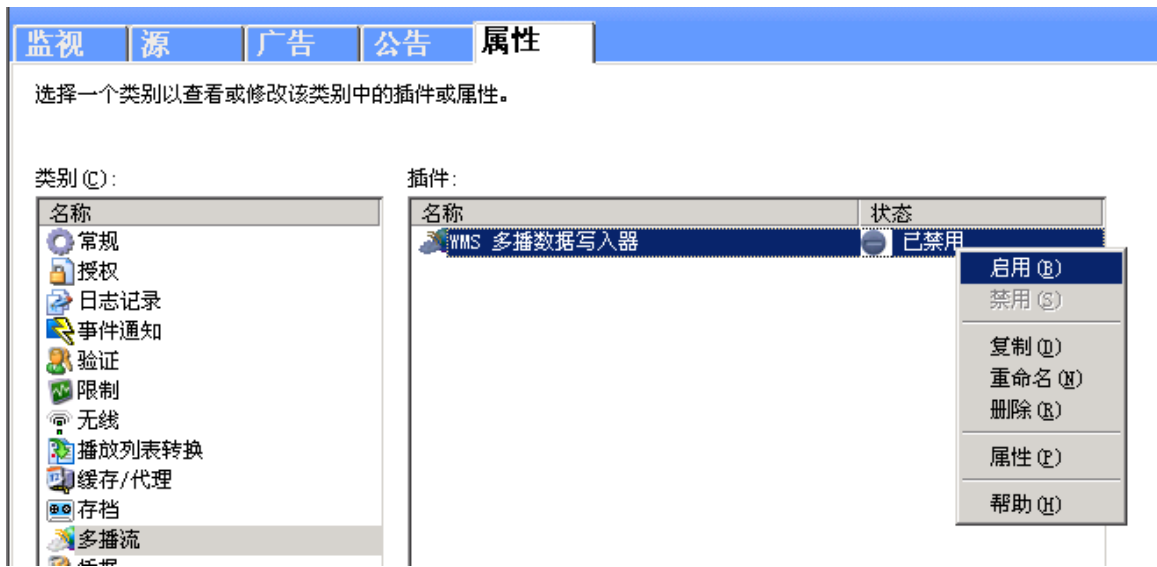 监视 源 广告 公告 属性
选择一个类别以查看或修改该类别中的插件或属性。
类别(C):
名称
常规
授权
日志记录
事件通知
验证
限制
无线
播放列表转换
缓存/代理
存档
多播流
插件:
名称 状态
WMS 多播数据写入器 已禁用
启用(B)
禁用(S)
复制(D)
重命名(N)
删除(R)
属性(P)
帮助(H)